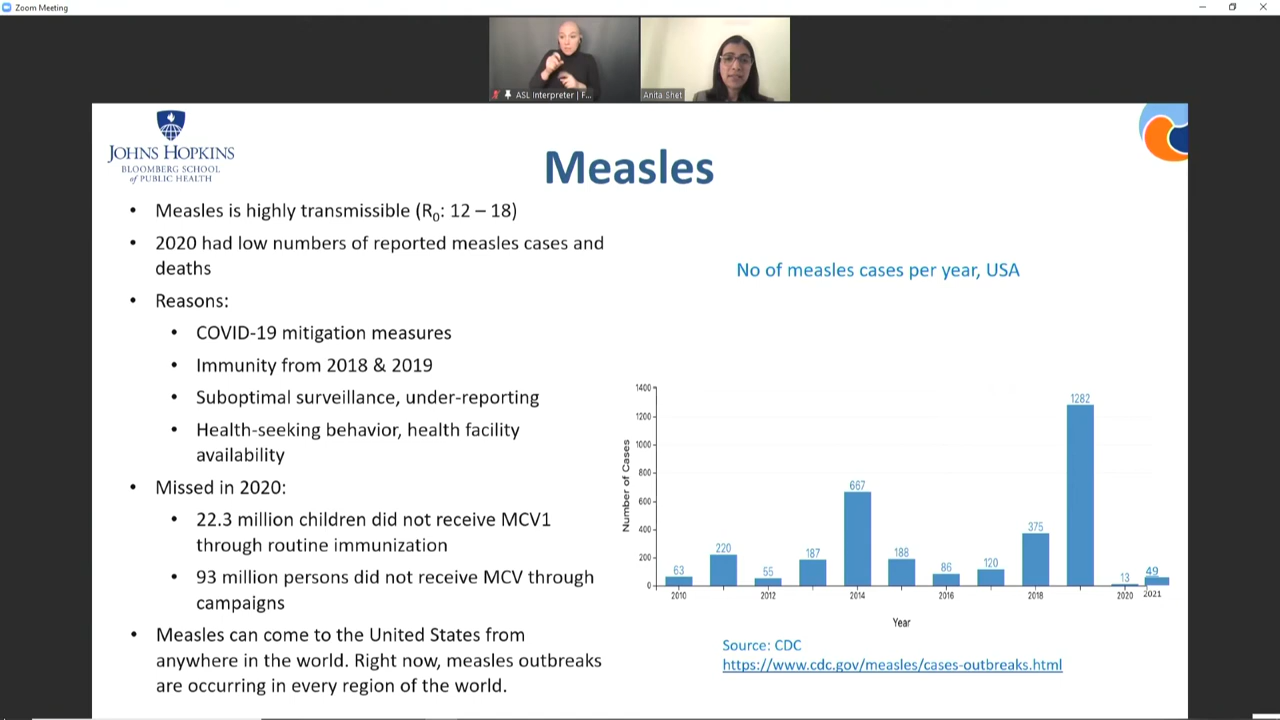 Zoom Meeting
ASL Interpreter | F...
Anita Shet
JOHNS HOPKINS
BLOOMBERG SCHOOL
of PUBLIC HEALTH
Measles
• Measles is highly transmissible (R₀: 12 – 18)
• 2020 had low numbers of reported measles cases and
deaths
• Reasons:
• COVID-19 mitigation measures
• Immunity from 2018 & 2019
• Suboptimal surveillance, under-reporting
• Health-seeking behavior, health facility
availability
• Missed in 2020:
• 22.3 million children did not receive MCV1
through routine immunization
• 93 million persons did not receive MCV through
campaigns
• Measles can come to the United States from
anywhere in the world. Right now, measles outbreaks
are occurring in every region of the world.
No of measles cases per year, USA
Number of Cases
1400
1200
1000
800
600
400
200
0
63
220
55
187
667
188
86
120
375
1282
13
49
2010
2012
2014
2016
2018
2020
2021
Year
Source: CDC
https://www.cdc.gov/measles/cases-outbreaks.html